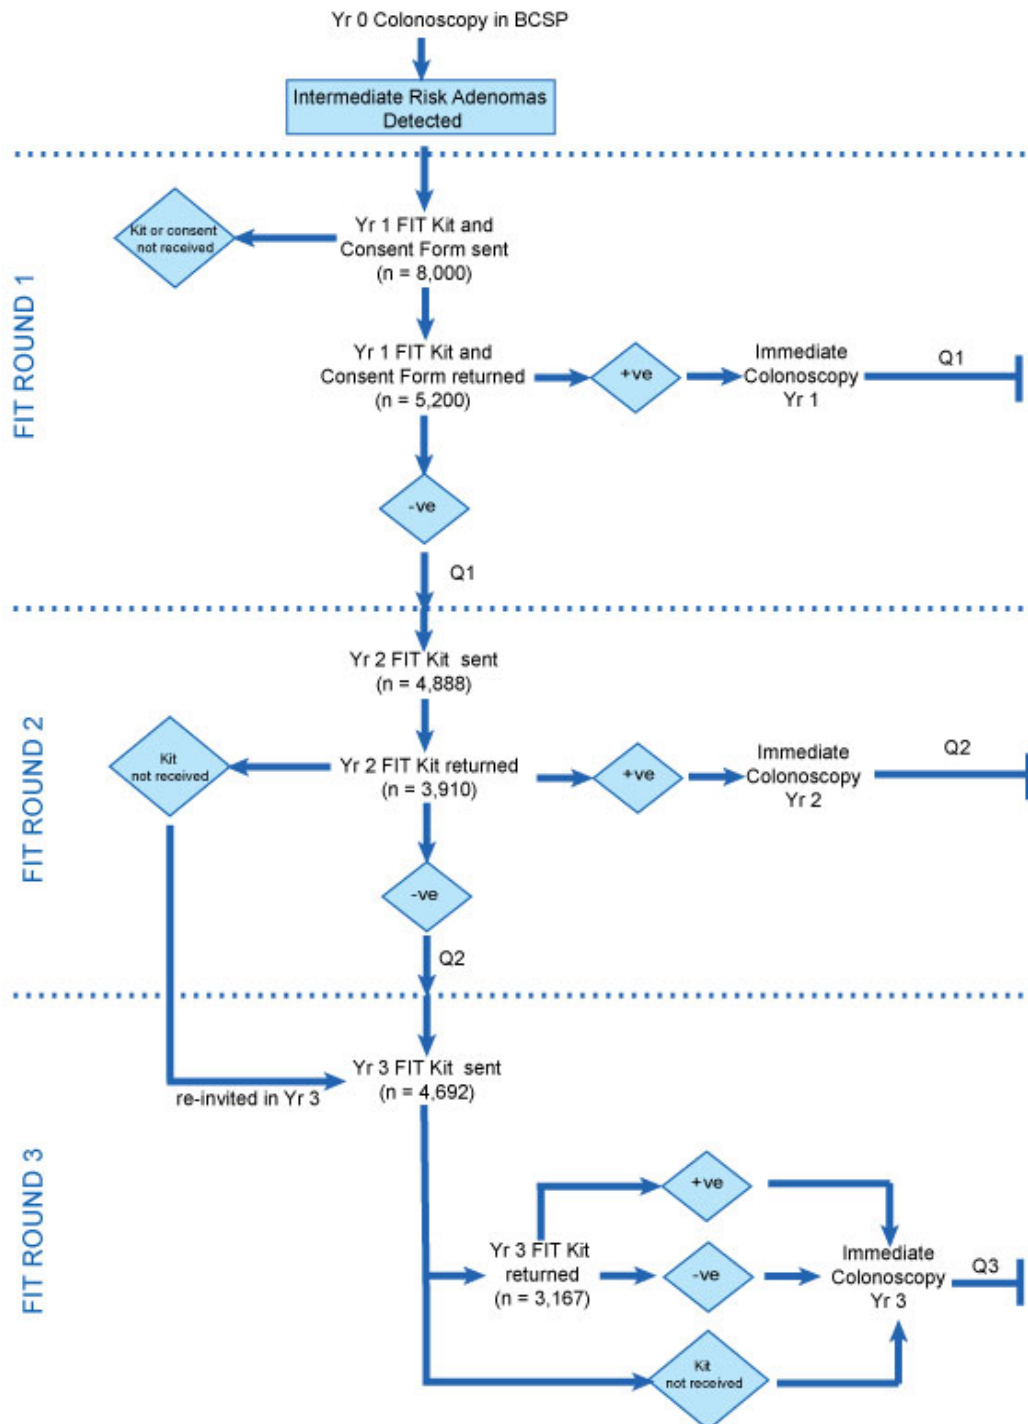 Yr 0 Colonoscopy in BCSP
Intermediate Risk Adenomas
Detected
FIT ROUND 1
Kit or consent
not received
Yr 1 FIT Kit and
Consent Form sent
(n = 8,000)
Yr 1 FIT Kit and
Consent Form returned
(n = 5,200)
+ve
Immediate
Colonoscopy
Yr 1
Q1
-ve
Q1
FIT ROUND 2
Yr 2 FIT Kit sent
(n = 4,888)
Kit
not received
Yr 2 FIT Kit returned
(n = 3,910)
+ve
Immediate
Colonoscopy
Yr 2
Q2
-ve
Q2
FIT ROUND 3
Yr 3 FIT Kit sent
(n = 4,692)
re-invited in Yr 3
+ve
Yr 3 FIT Kit
returned
(n = 3,167)
-ve
Immediate
Colonoscopy
Yr 3
Q3
Kit
not received